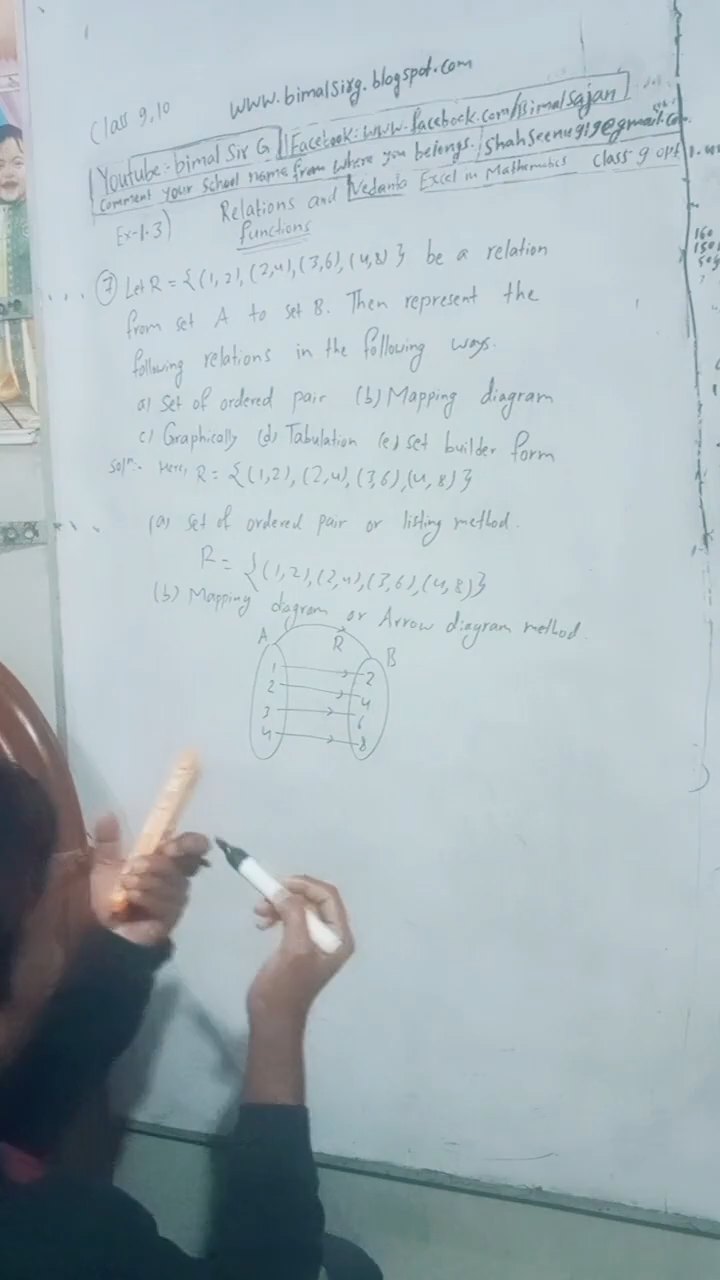 Class 9,10
www.bimalsirg.blogspot.com
Youtube: bimal Sir G Facebook: www.facebook.com/Bimalsajan
comment your School name from where you belongs.
Vedanta Excel in Mathematics Class 9 opt
Ex-1.3) Relations and
functions
7 Let R = {(1,2), (2,4), (3,6), (4,8)} be a relation
from set A to set B. Then represent the
following relations in the following ways.
a) Set of ordered pair (b) Mapping diagram
c) Graphically (d) Tabulation (e) set builder form
Solⁿ:- Here, R = {(1,2), (2,4), (3,6), (4,8)}
(a) Set of ordered pair or listing method.
R = {(1,2), (2,4), (3,6), (4,8)}
(b) Mapping diagram or Arrow diagram method.
A R B
1 2
2 4
3 6
4 8